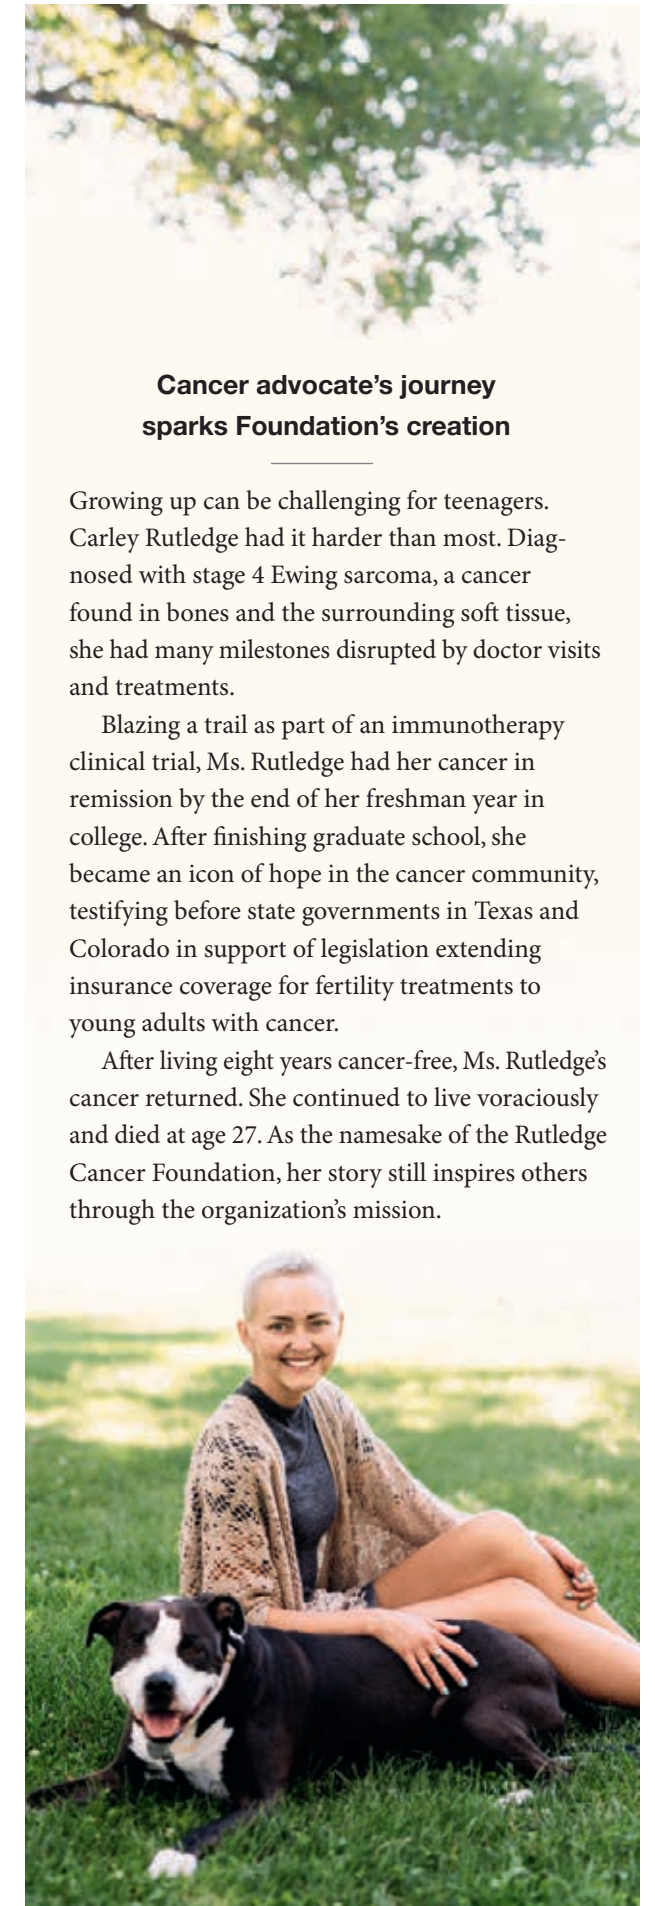 Cancer advocate’s journey
sparks Foundation’s creation
Growing up can be challenging for teenagers.
Carley Rutledge had it harder than most. Diag-
nosed with stage 4 Ewing sarcoma, a cancer
found in bones and the surrounding soft tissue,
she had many milestones disrupted by doctor visits
and treatments.
Blazing a trail as part of an immunotherapy
clinical trial, Ms. Rutledge had her cancer in
remission by the end of her freshman year in
college. After finishing graduate school, she
became an icon of hope in the cancer community,
testifying before state governments in Texas and
Colorado in support of legislation extending
insurance coverage for fertility treatments to
young adults with cancer.
After living eight years cancer-free, Ms. Rutledge’s
cancer returned. She continued to live voraciously
and died at age 27. As the namesake of the Rutledge
Cancer Foundation, her story still inspires others
through the organization’s mission.